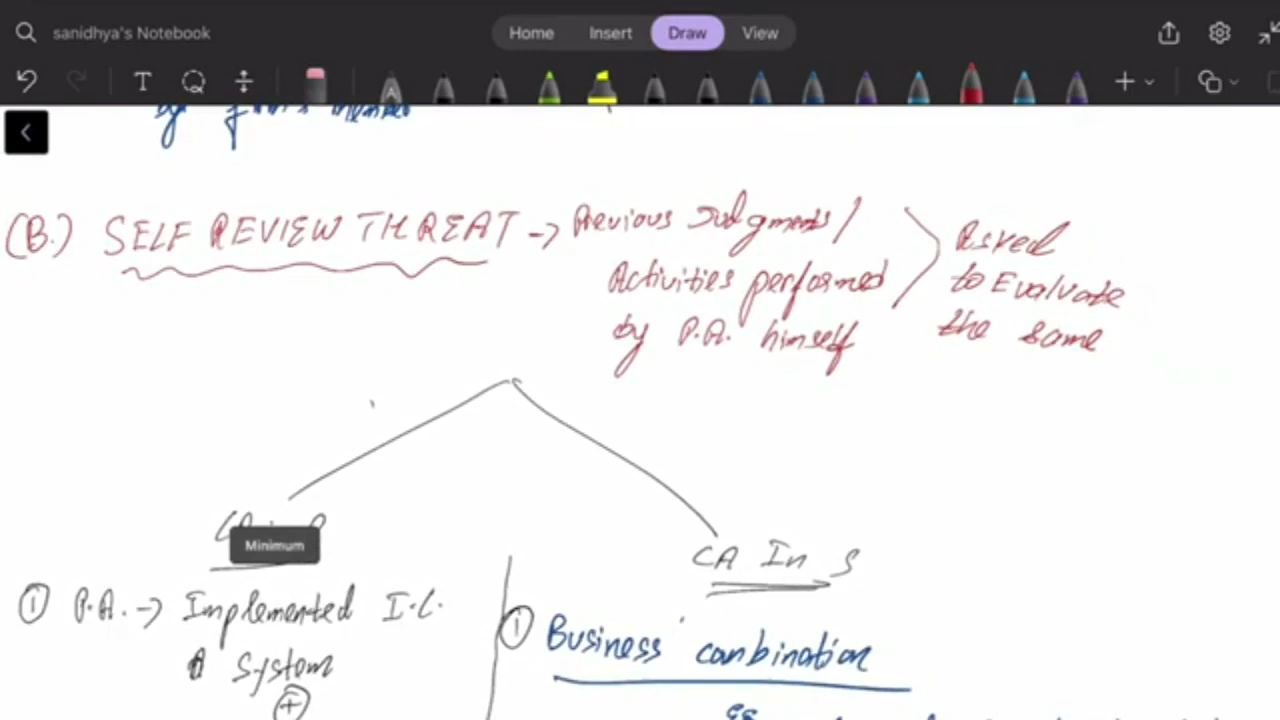 sanidhya's Notebook
Home Insert Draw View
by
(B.) SELF REVIEW THREAT -> Previous Judgments/
Activities performed
by P.A. himself
Asked
to Evaluate
the same
Minimum
CA In S
① P.A. -> Implemented I.C.
System
+
① Business combination